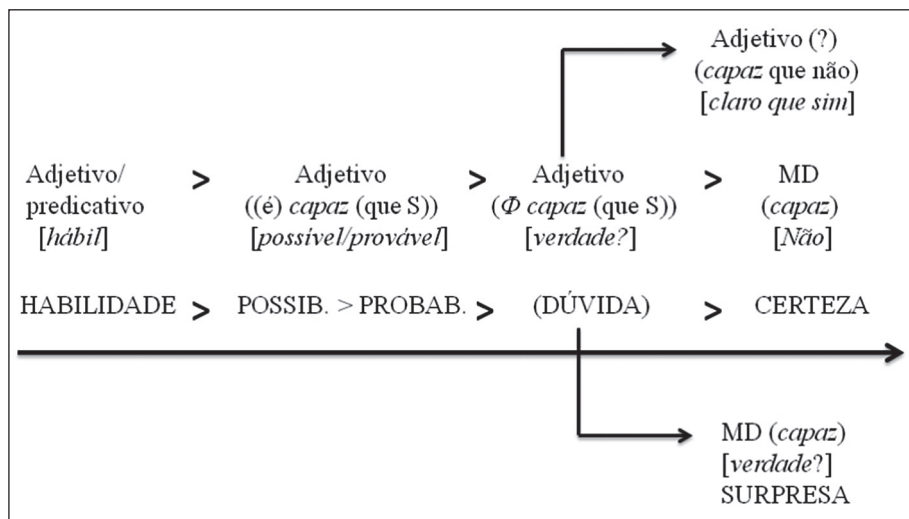 Adjetivo (?)
(capaz que não)
[claro que sim]
Adjetivo/ > Adjetivo > Adjetivo > MD
predicativo ((é) capaz (que S)) (Φ capaz (que S)) (capaz)
[hábil] [possível/provável] [verdade?] [Não]
HABILIDADE > POSSIB. > PROBAB. > (DÚVIDA) > CERTEZA
MD (capaz)
[verdade?]
SURPRESA